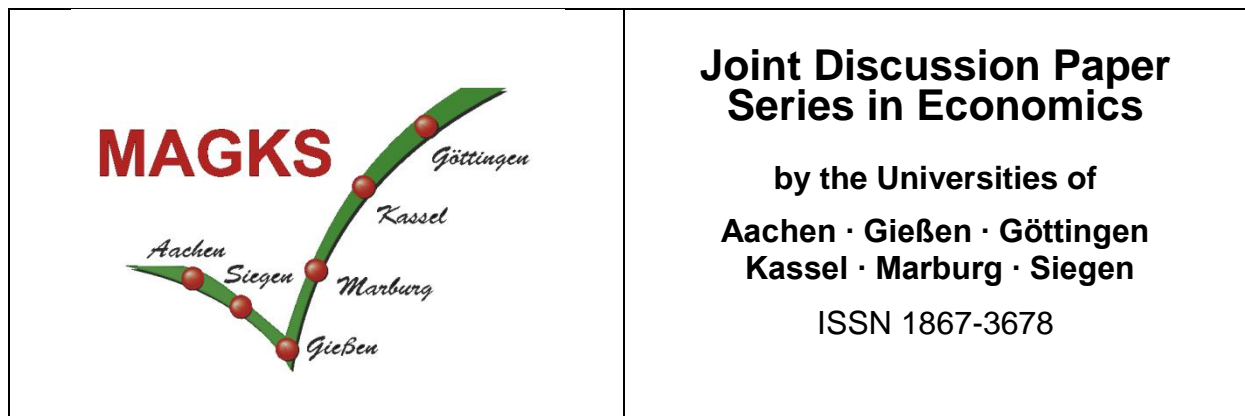 MAGKS
Göttingen
Kassel
Aachen
Siegen
Marburg
Gießen
Joint Discussion Paper
Series in Economics
by the Universities of
Aachen · Gießen · Göttingen
Kassel · Marburg · Siegen
ISSN 1867-3678